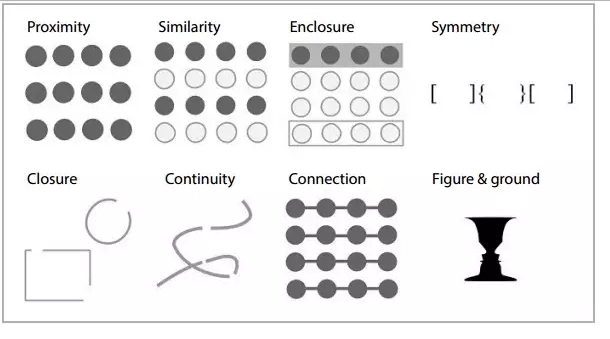 Proximity Similarity Enclosure Symmetry
[ ]{ }[ ]
Closure Continuity Connection Figure & ground